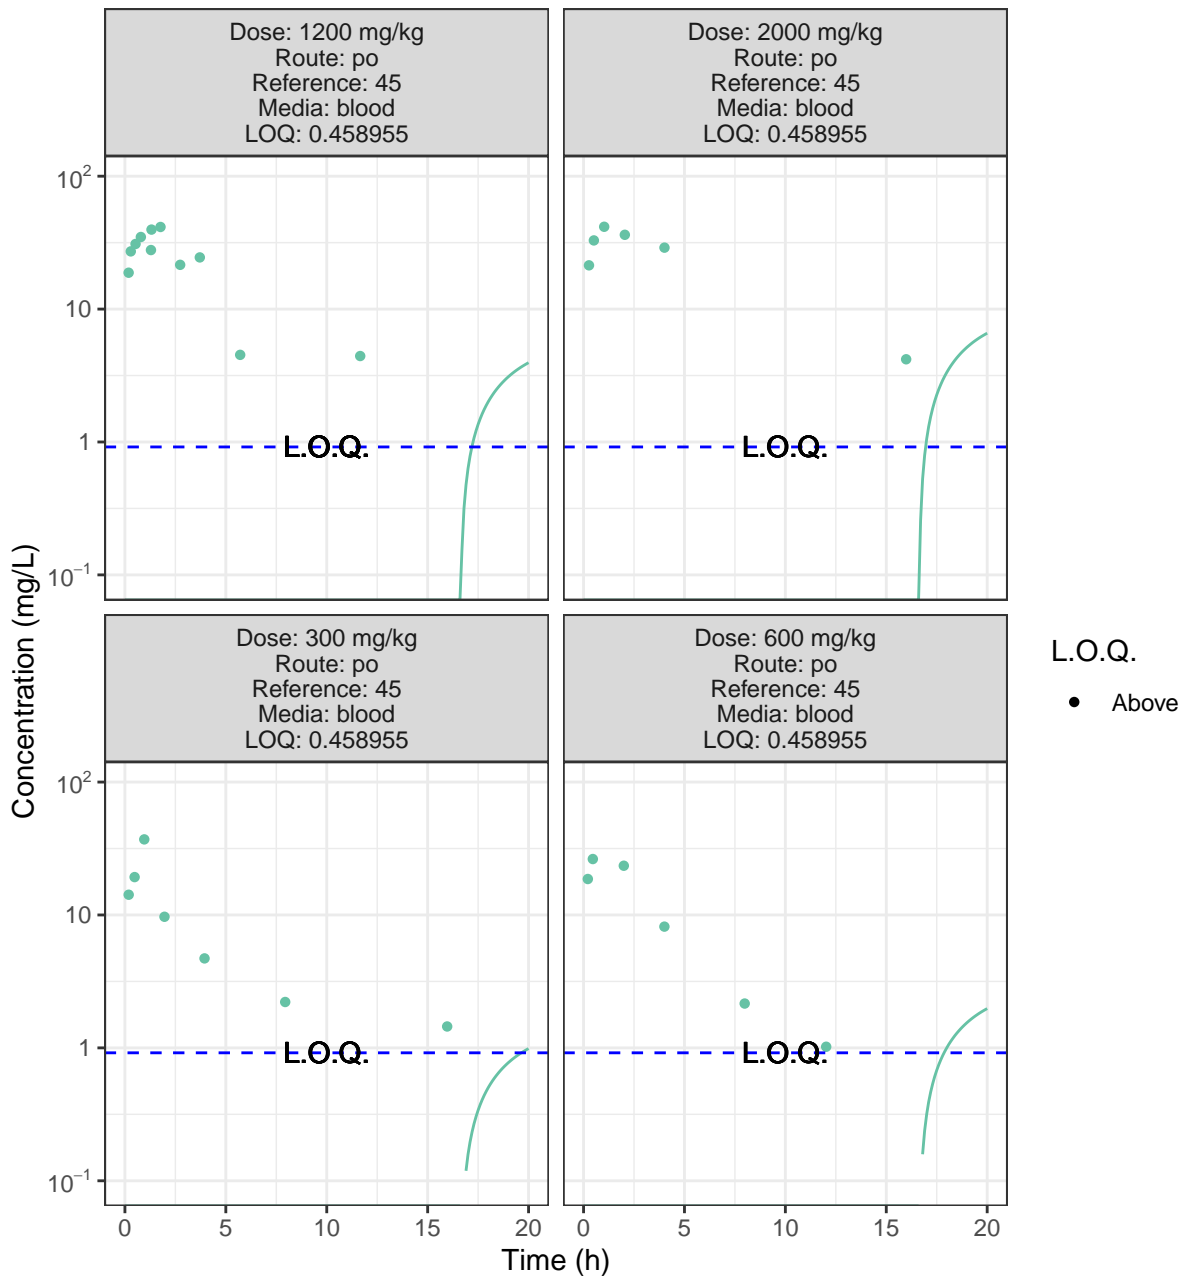 Dose: 1200 mg/kg
Route: po
Reference: 45
Media: blood
LOQ: 0.458955
Dose: 2000 mg/kg
Route: po
Reference: 45
Media: blood
LOQ: 0.458955
10²
10
1
10⁻¹
L.O.Q.
L.O.Q.
Concentration (mg/L)
Dose: 300 mg/kg
Route: po
Reference: 45
Media: blood
LOQ: 0.458955
Dose: 600 mg/kg
Route: po
Reference: 45
Media: blood
LOQ: 0.458955
10²
10
1
10⁻¹
L.O.Q.
L.O.Q.
0 5 10 15 20
0 5 10 15 20
Time (h)
L.O.Q.
Above